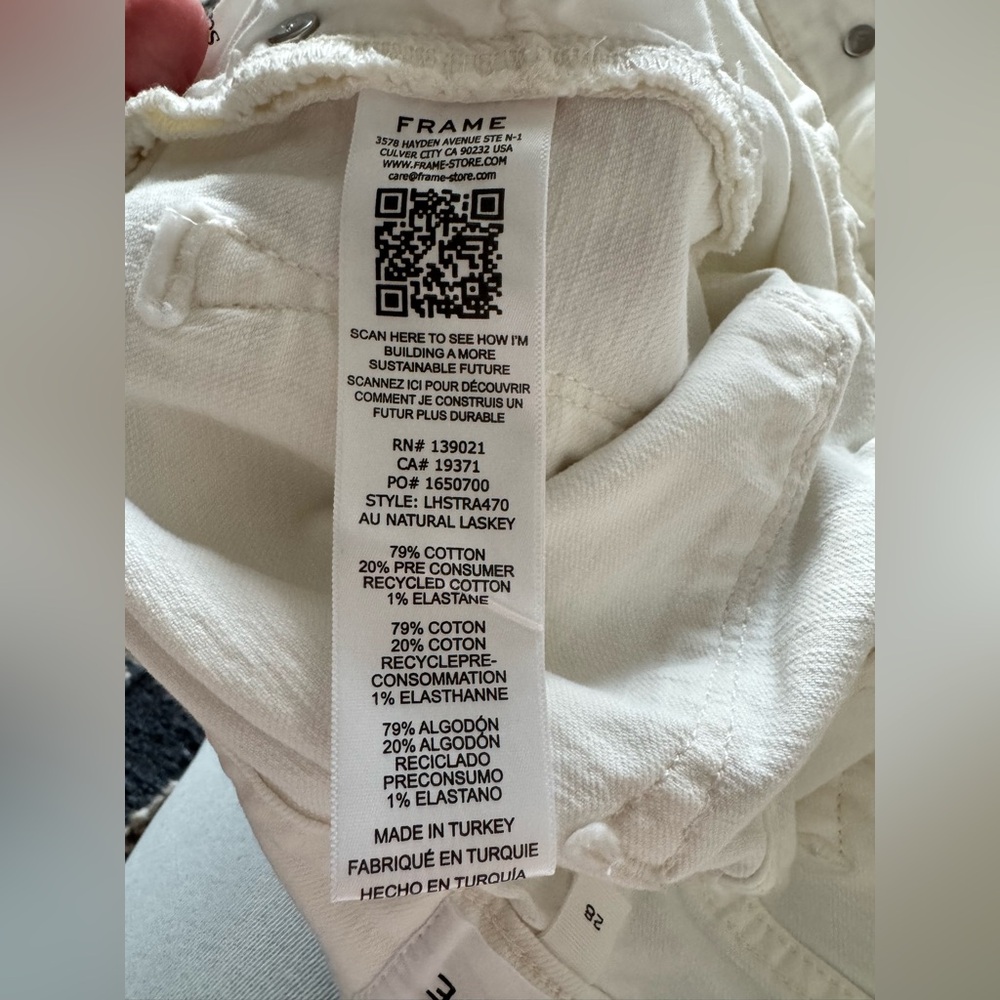 FRAME
3578 HAYDEN AVENUE STE N-1
CULVER CITY CA 90232 USA
WWW.FRAME-STORE.COM
care@frame-store.com
SCAN HERE TO SEE HOW I'M
BUILDING A MORE
SUSTAINABLE FUTURE
SCANNEZ ICI POUR DÉCOUVRIR
COMMENT JE CONSTRUIS UN
FUTUR PLUS DURABLE
RN# 139021
CA# 19371
PO# 1650700
STYLE: LHSTRA470
AU NATURAL LASKEY
79% COTTON
20% PRE CONSUMER
RECYCLED COTTON
1% ELASTANE
79% COTON
20% COTON
RECYCLEPRE-
CONSOMMATION
1% ELASTHANNE
79% ALGODÓN
20% ALGODÓN
RECICLADO
PRECONSUMO
1% ELASTANO
MADE IN TURKEY
FABRIQUÉ EN TURQUIE
HECHO EN TURQUÍA
28